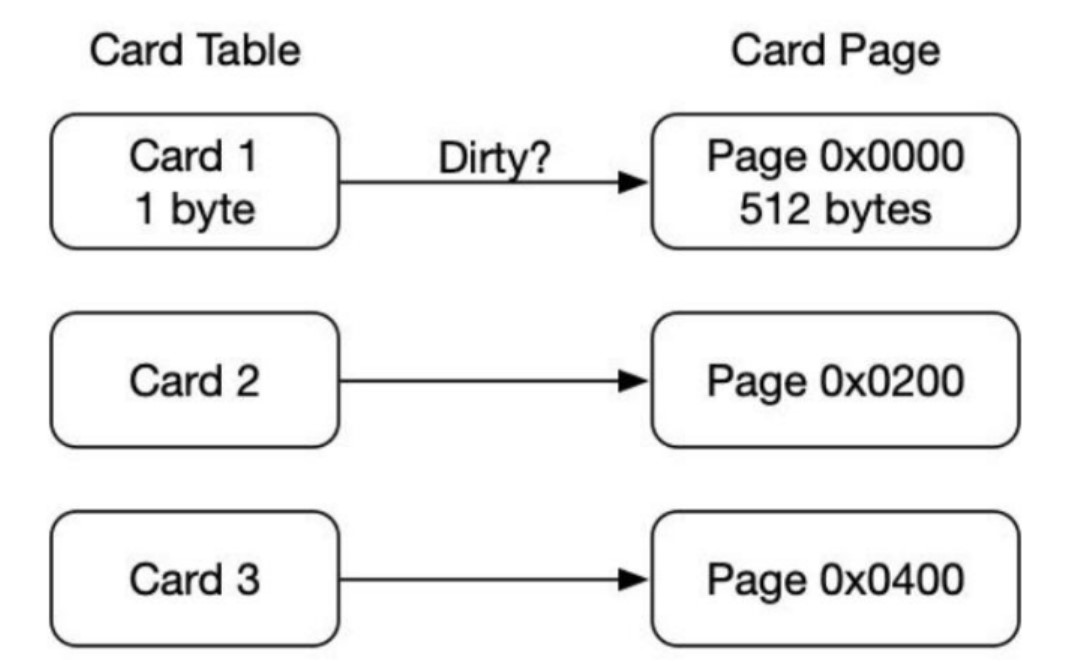 Card Table
Card Page
Card 1
1 byte
Dirty?
Page 0x0000
512 bytes
Card 2
Page 0x0200
Card 3
Page 0x0400